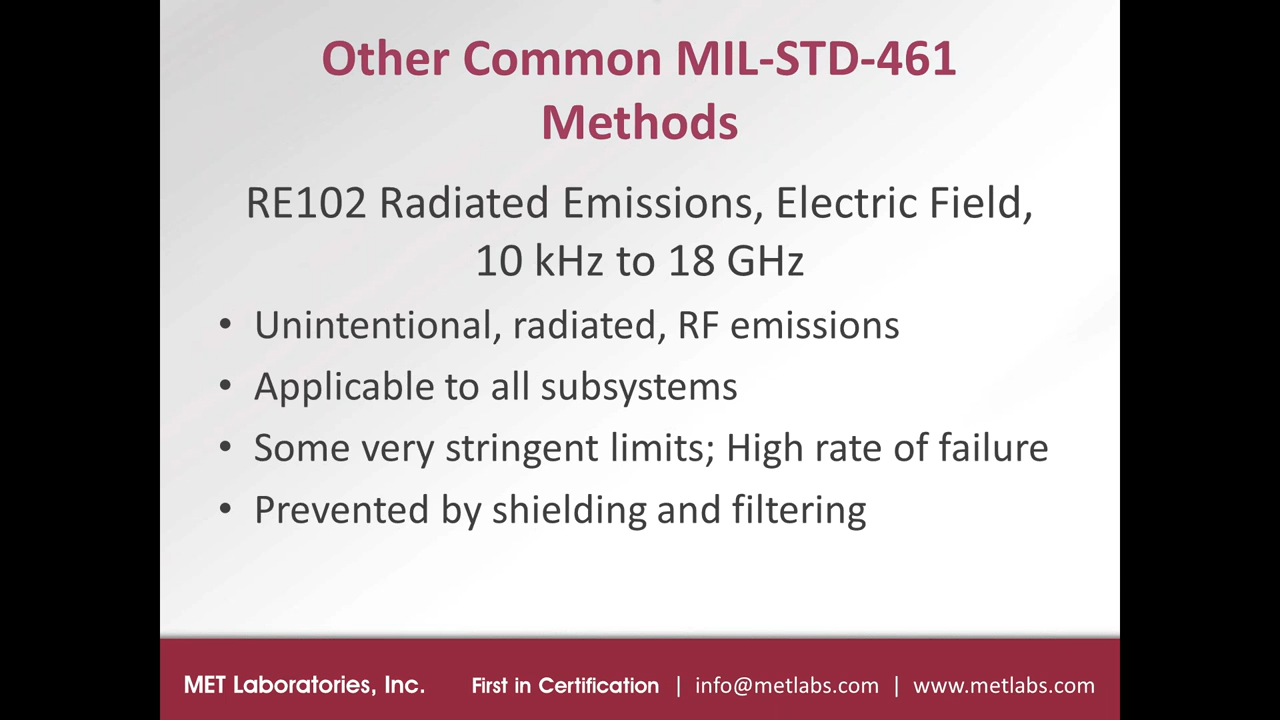 Other Common MIL-STD-461
Methods
RE102 Radiated Emissions, Electric Field,
10 kHz to 18 GHz
• Unintentional, radiated, RF emissions
• Applicable to all subsystems
• Some very stringent limits; High rate of failure
• Prevented by shielding and filtering
MET Laboratories, Inc. First in Certification | info@metlabs.com | www.metlabs.com